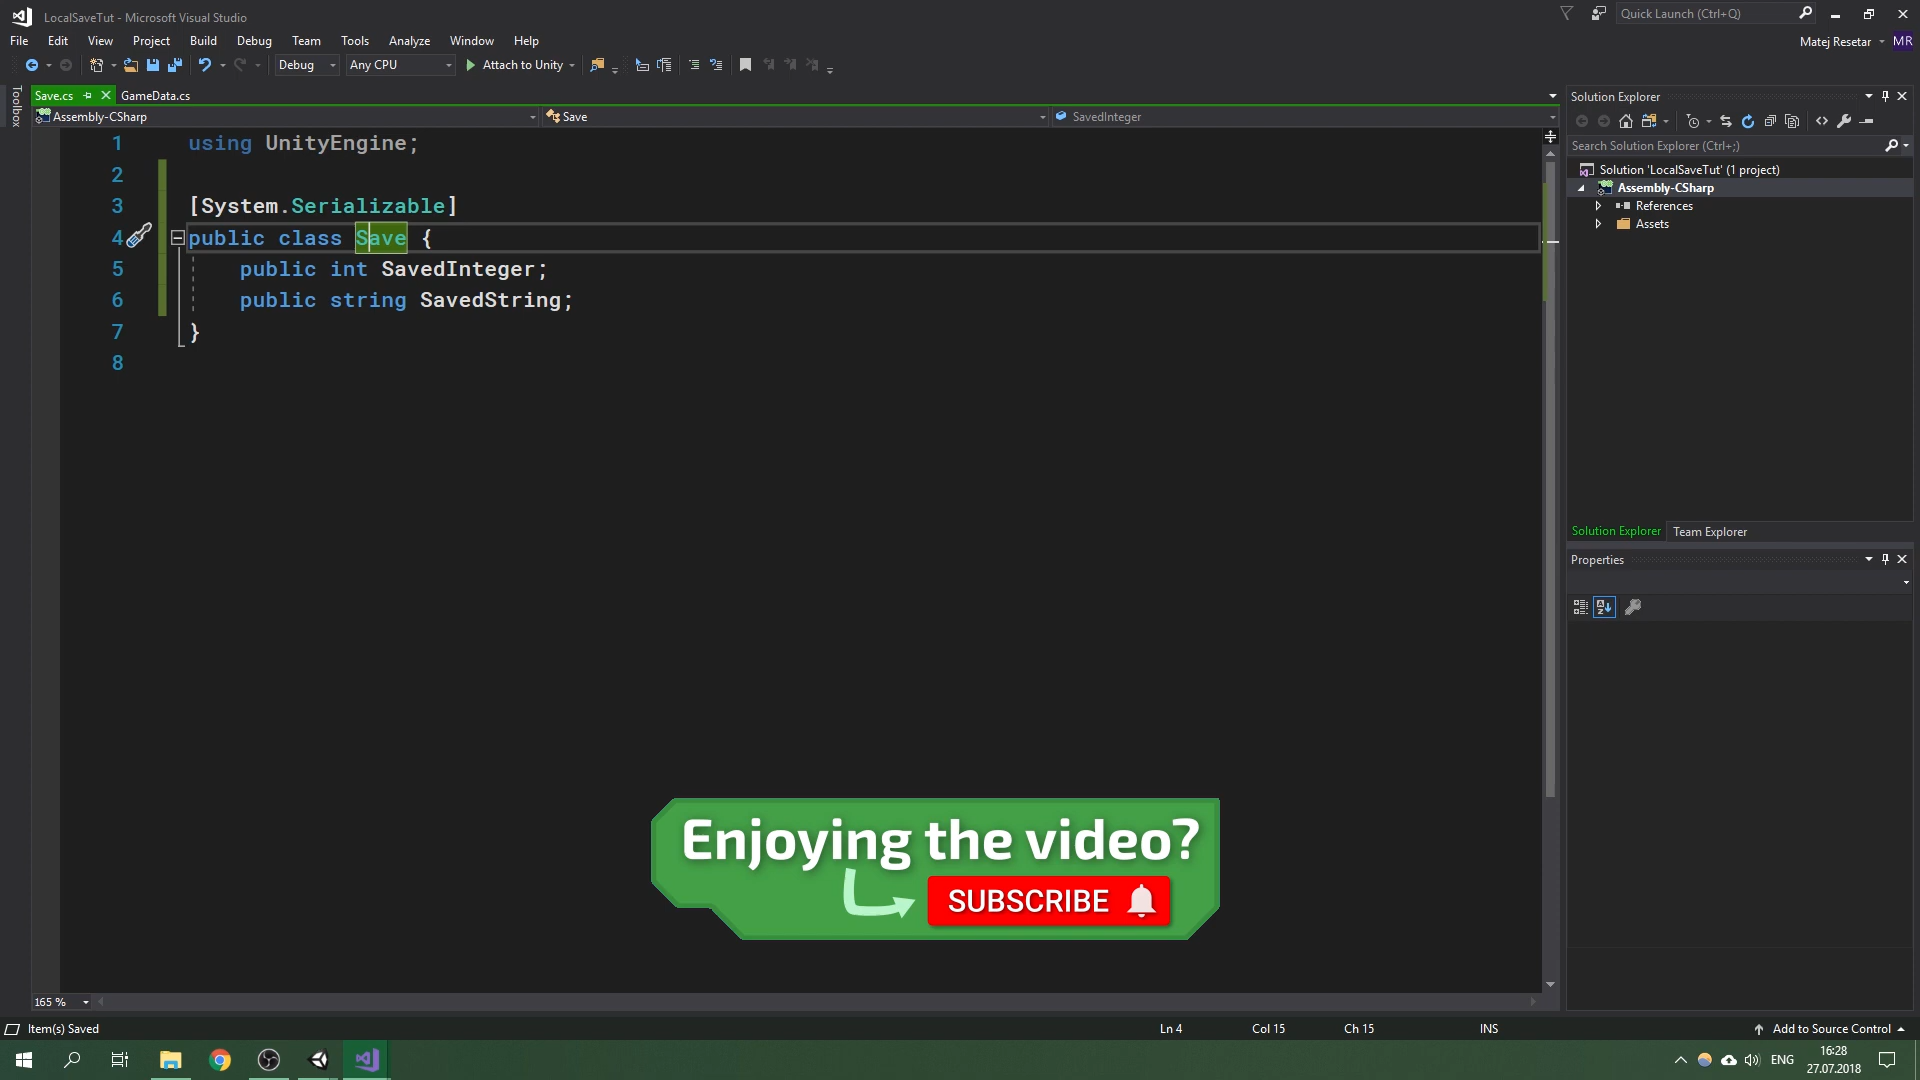 LocalSaveTut - Microsoft Visual Studio
Quick Launch (Ctrl+Q)
File Edit View Project Build Debug Team Tools Analyze Window Help
Matej Resetar MR
Debug Any CPU Attach to Unity
Toolbox
Save.cs GameData.cs
Assembly-CSharp Save SavedInteger
1 using UnityEngine;
2
3 [System.Serializable]
4 public class Save {
5 public int SavedInteger;
6 public string SavedString;
7 }
8
Solution Explorer
Search Solution Explorer (Ctrl+;)
Solution 'LocalSaveTut' (1 project)
Assembly-CSharp
References
Assets
Solution Explorer Team Explorer
Properties
Enjoying the video?
SUBSCRIBE
165 %
Item(s) Saved Ln 4 Col 15 Ch 15 INS Add to Source Control
ENG
16:28
27.07.2018